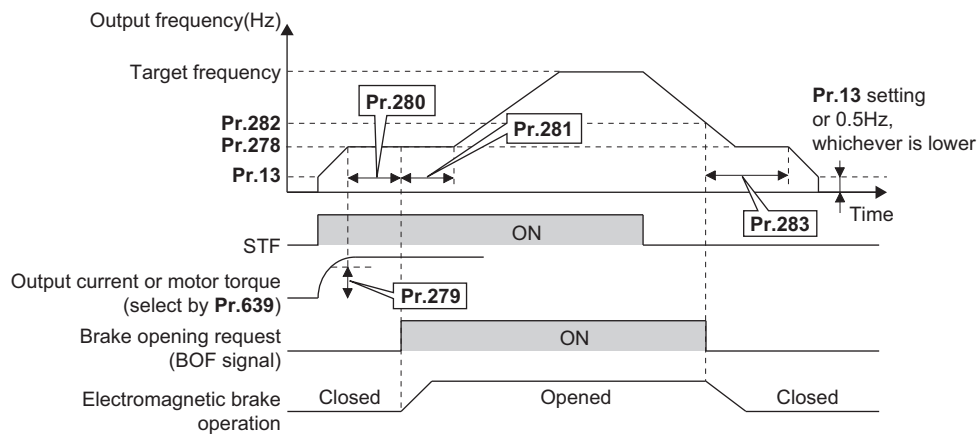 Output frequency(Hz)
Target frequency
Pr.280
Pr.13 setting
or 0.5Hz,
whichever is lower
Pr.282
Pr.281
Pr.278
Pr.13
Time
Pr.283
STF
ON
Output current or motor torque
(select by Pr.639)
Pr.279
Brake opening request
(BOF signal)
ON
Electromagnetic brake
operation
Closed
Opened
Closed